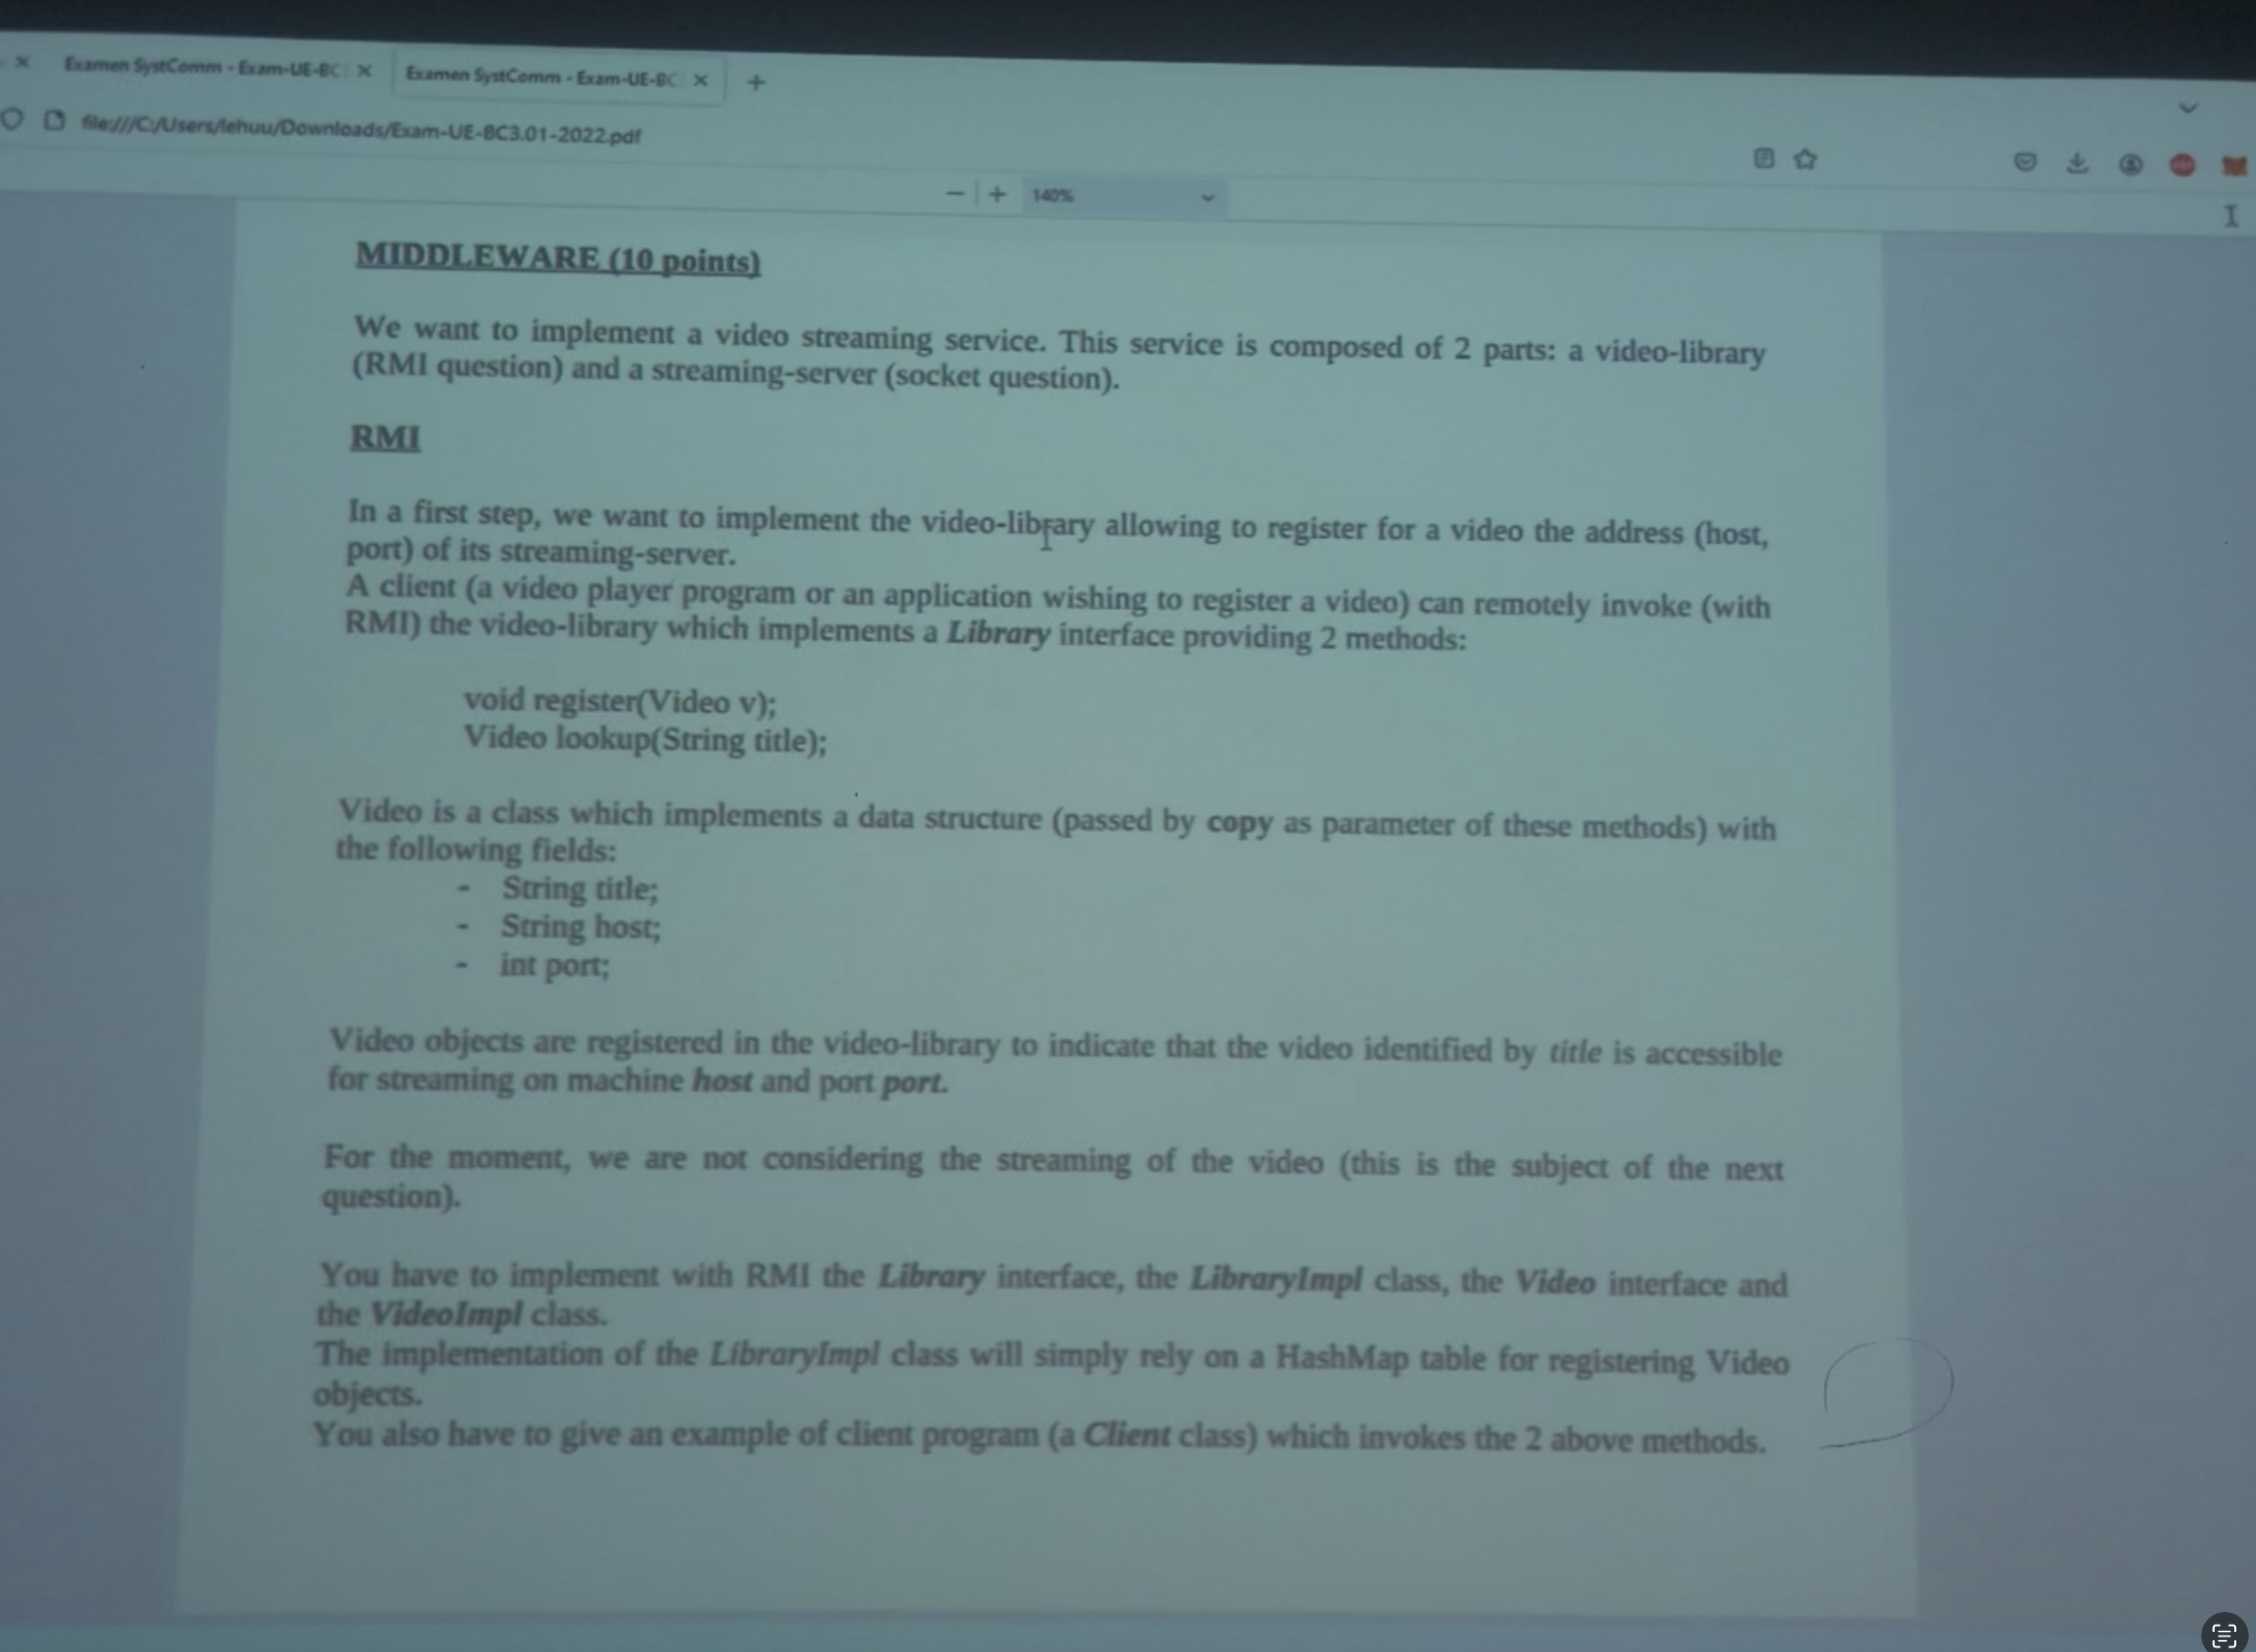 Examen SystComm - Exam-UE-BC
Examen SystComm - Exam-UE-BC
file:///C:/Users/lehuu/Downloads/Exam-UE-BC3.01-2022.pdf
140%
MIDDLEWARE (10 points)
We want to implement a video streaming service. This service is composed of 2 parts: a video-library
(RMI question) and a streaming-server (socket question).
RMI
In a first step, we want to implement the video-library allowing to register for a video the address (host,
port) of its streaming-server.
A client (a video player program or an application wishing to register a video) can remotely invoke (with
RMI) the video-library which implements a Library interface providing 2 methods:
void register(Video v);
Video lookup(String title);
Video is a class which implements a data structure (passed by copy as parameter of these methods) with
the following fields:
- String title;
- String host;
- int port;
Video objects are registered in the video-library to indicate that the video identified by title is accessible
for streaming on machine host and port port.
For the moment, we are not considering the streaming of the video (this is the subject of the next
question).
You have to implement with RMI the Library interface, the LibraryImpl class, the Video interface and
the VideoImpl class.
The implementation of the LibraryImpl class will simply rely on a HashMap table for registering Video
objects.
You also have to give an example of client program (a Client class) which invokes the 2 above methods.